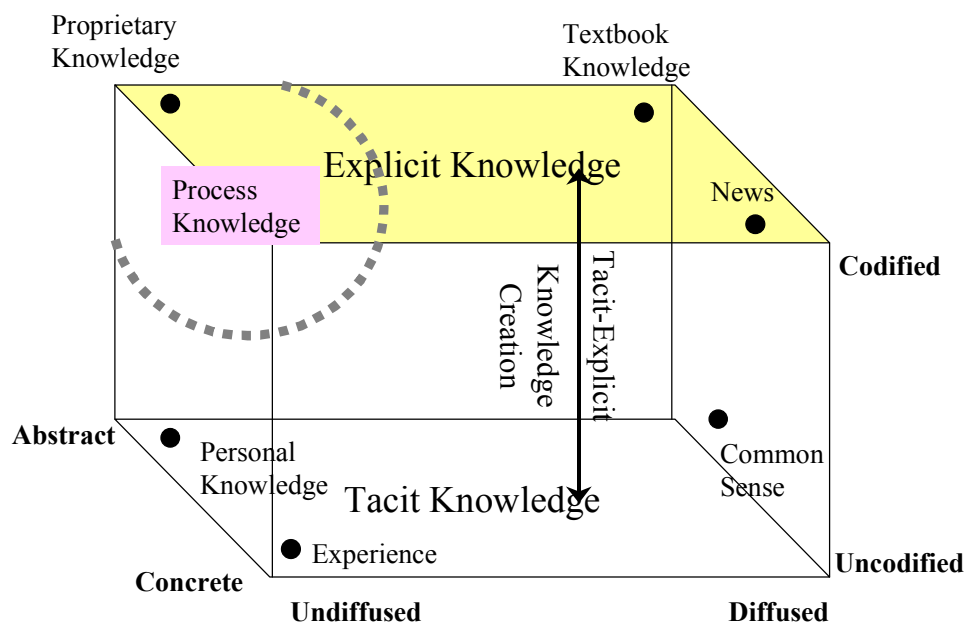 Proprietary
Knowledge
Textbook
Knowledge
Explicit Knowledge
Process
Knowledge
News
Codified
Tacit-Explicit
Knowledge
Creation
Abstract
Personal
Knowledge
Common
Sense
Tacit Knowledge
Experience
Uncodified
Concrete
Undiffused
Diffused